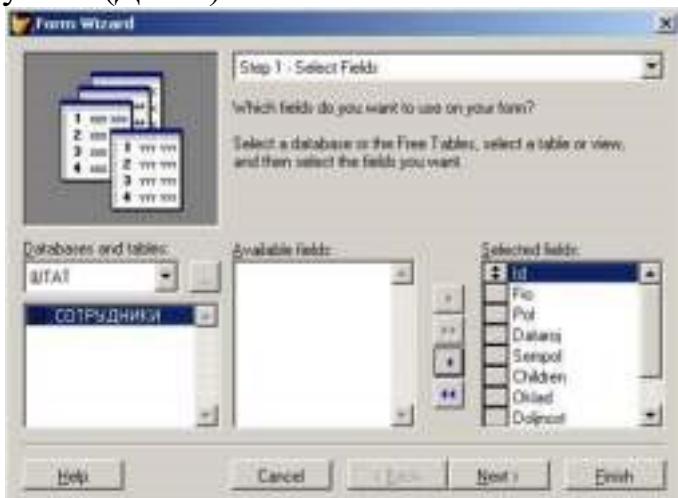 Form Wizard
Step 1 - Select Fields
Which fields do you want to use on your form?
Select a database or the Free Tables, select a table or view,
and then select the fields you want.
Databases and tables:
Available fields:
Selected fields:
ШТАТ
СОТРУДНИКИ
Id
Fio
Pol
Dataroj
Sempol
Children
Oklad
Doljnost
Help
Cancel
< Back
Next >
Finish